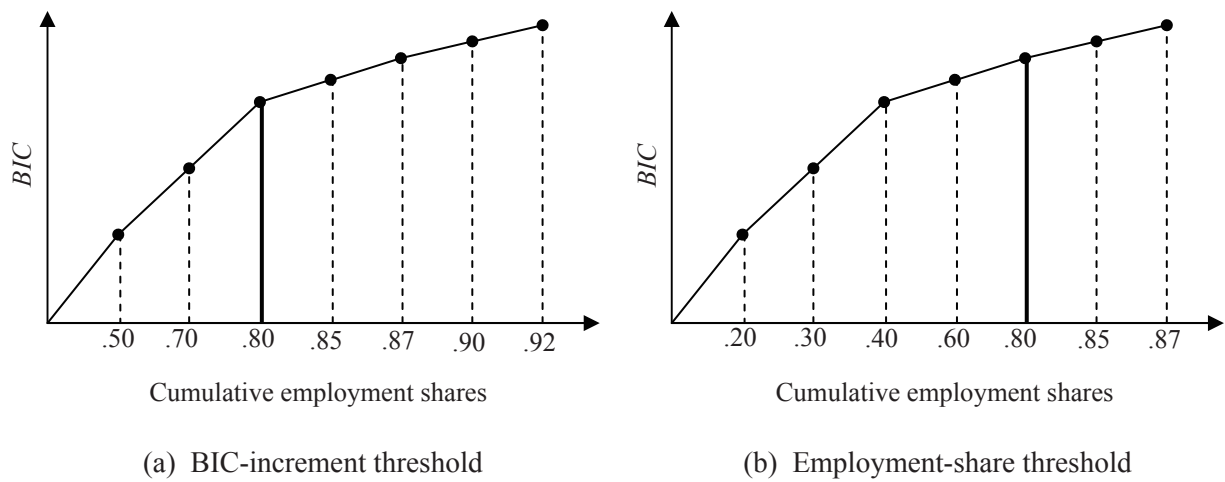 BIC
.50 .70 .80 .85 .87 .90 .92
Cumulative employment shares
(a) BIC-increment threshold
BIC
.20 .30 .40 .60 .80 .85 .87
Cumulative employment shares
(b) Employment-share threshold